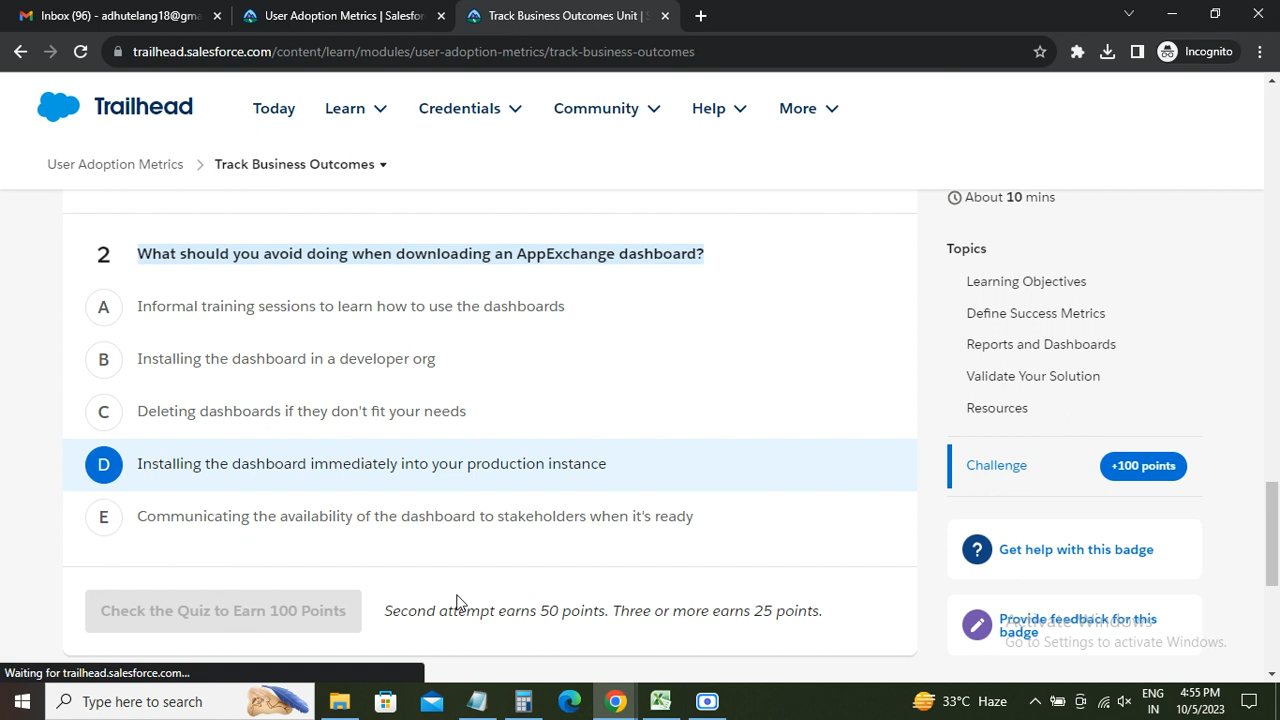 Inbox (96) - adhutelang18@gma
User Adoption Metrics | Salesfor
Track Business Outcomes Unit |
trailhead.salesforce.com/content/learn/modules/user-adoption-metrics/track-business-outcomes
Incognito
Trailhead
Today
Learn
Credentials
Community
Help
More
User Adoption Metrics
Track Business Outcomes
About 10 mins
2
What should you avoid doing when downloading an AppExchange dashboard?
A Informal training sessions to learn how to use the dashboards
B Installing the dashboard in a developer org
C Deleting dashboards if they don't fit your needs
D Installing the dashboard immediately into your production instance
E Communicating the availability of the dashboard to stakeholders when it's ready
Check the Quiz to Earn 100 Points
Second attempt earns 50 points. Three or more earns 25 points.
Topics
Learning Objectives
Define Success Metrics
Reports and Dashboards
Validate Your Solution
Resources
Challenge
+100 points
Get help with this badge
Provide feedback for this
badge
Activate Windows
Go to Settings to activate Windows.
Waiting for trailhead.salesforce.com...
Type here to search
33°C Haze
ENG
IN
4:55 PM
10/5/2023